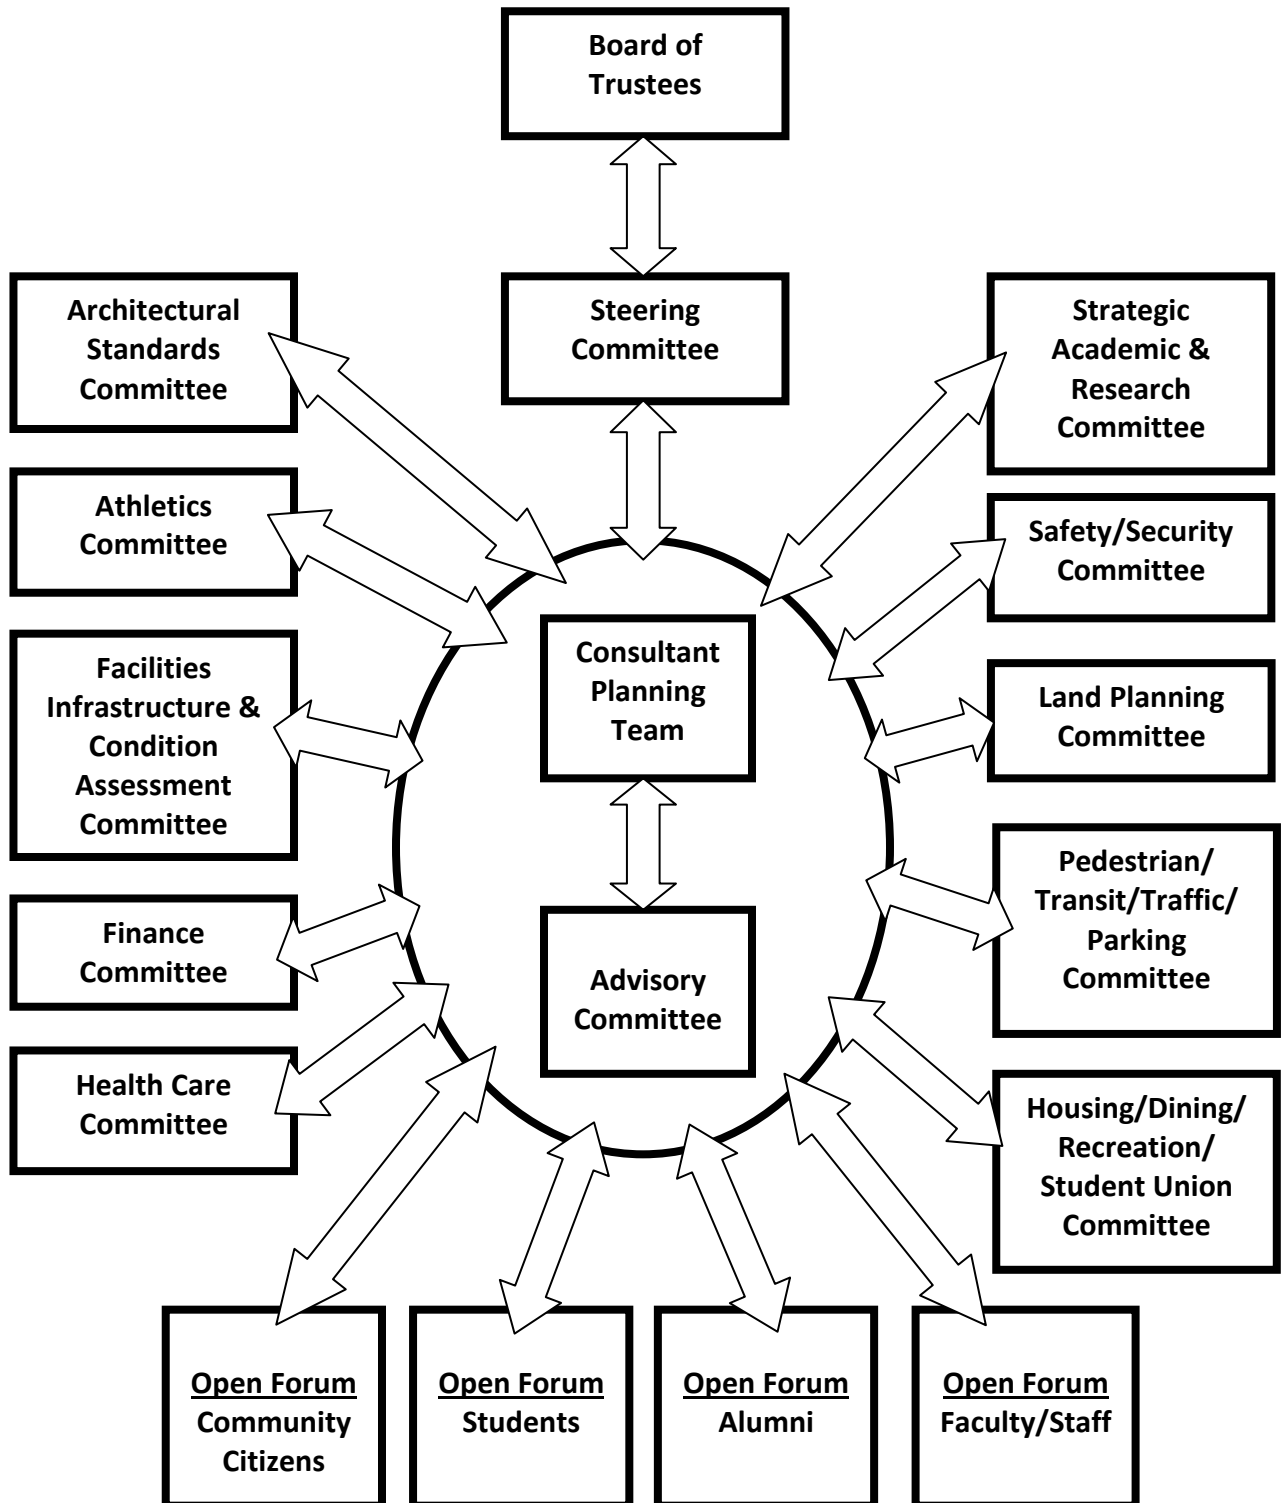 Board of
Trustees
Steering
Committee
Architectural
Standards
Committee
Athletics
Committee
Facilities
Infrastructure &
Condition
Assessment
Committee
Finance
Committee
Health Care
Committee
Consultant
Planning
Team
Advisory
Committee
Strategic
Academic &
Research
Committee
Safety/Security
Committee
Land Planning
Committee
Pedestrian/
Transit/Traffic/
Parking
Committee
Housing/Dining/
Recreation/
Student Union
Committee
Open Forum
Community
Citizens
Open Forum
Students
Open Forum
Alumni
Open Forum
Faculty/Staff